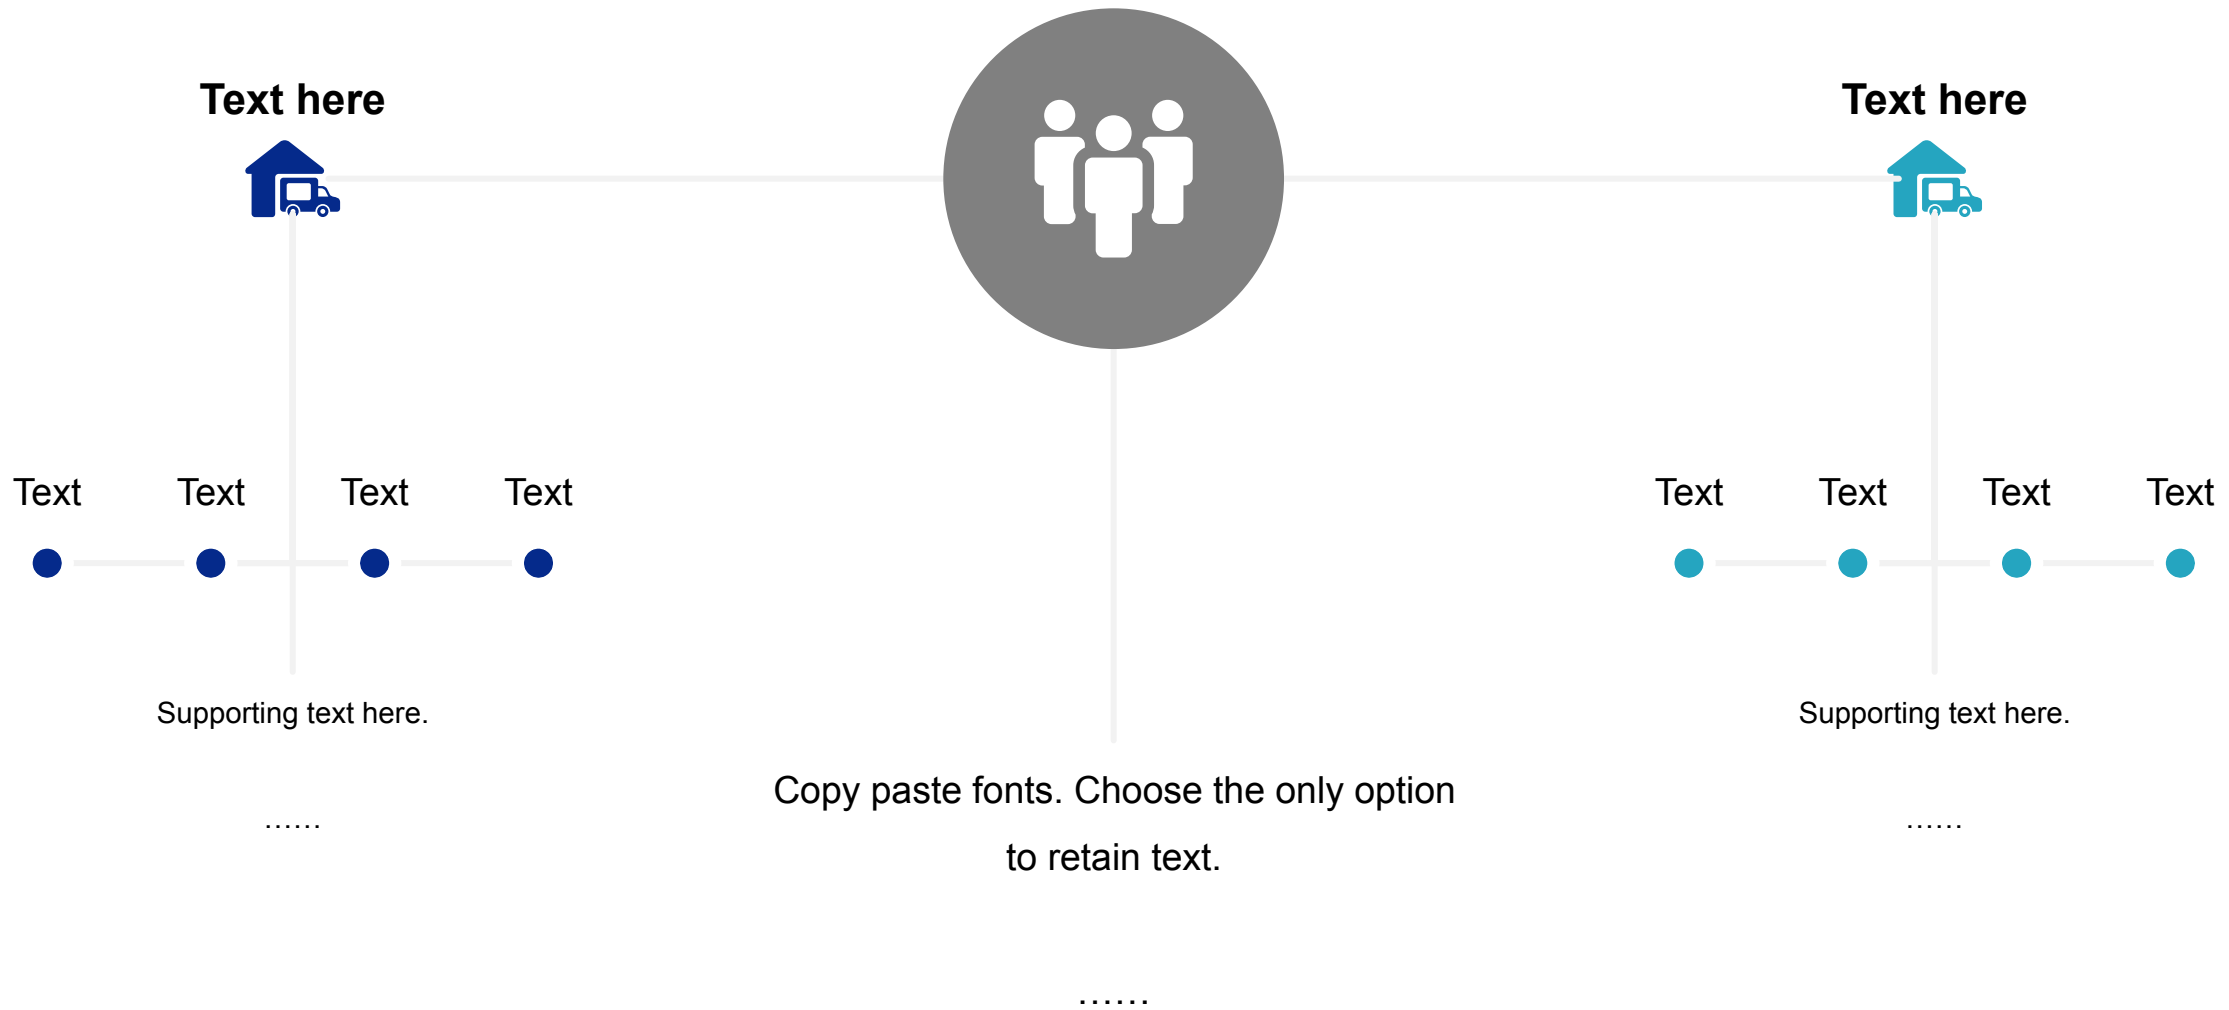 Text here
Text here
Text Text Text Text
Text Text Text Text
Supporting text here.
......
Supporting text here.
......
Copy paste fonts. Choose the only option
to retain text.
......